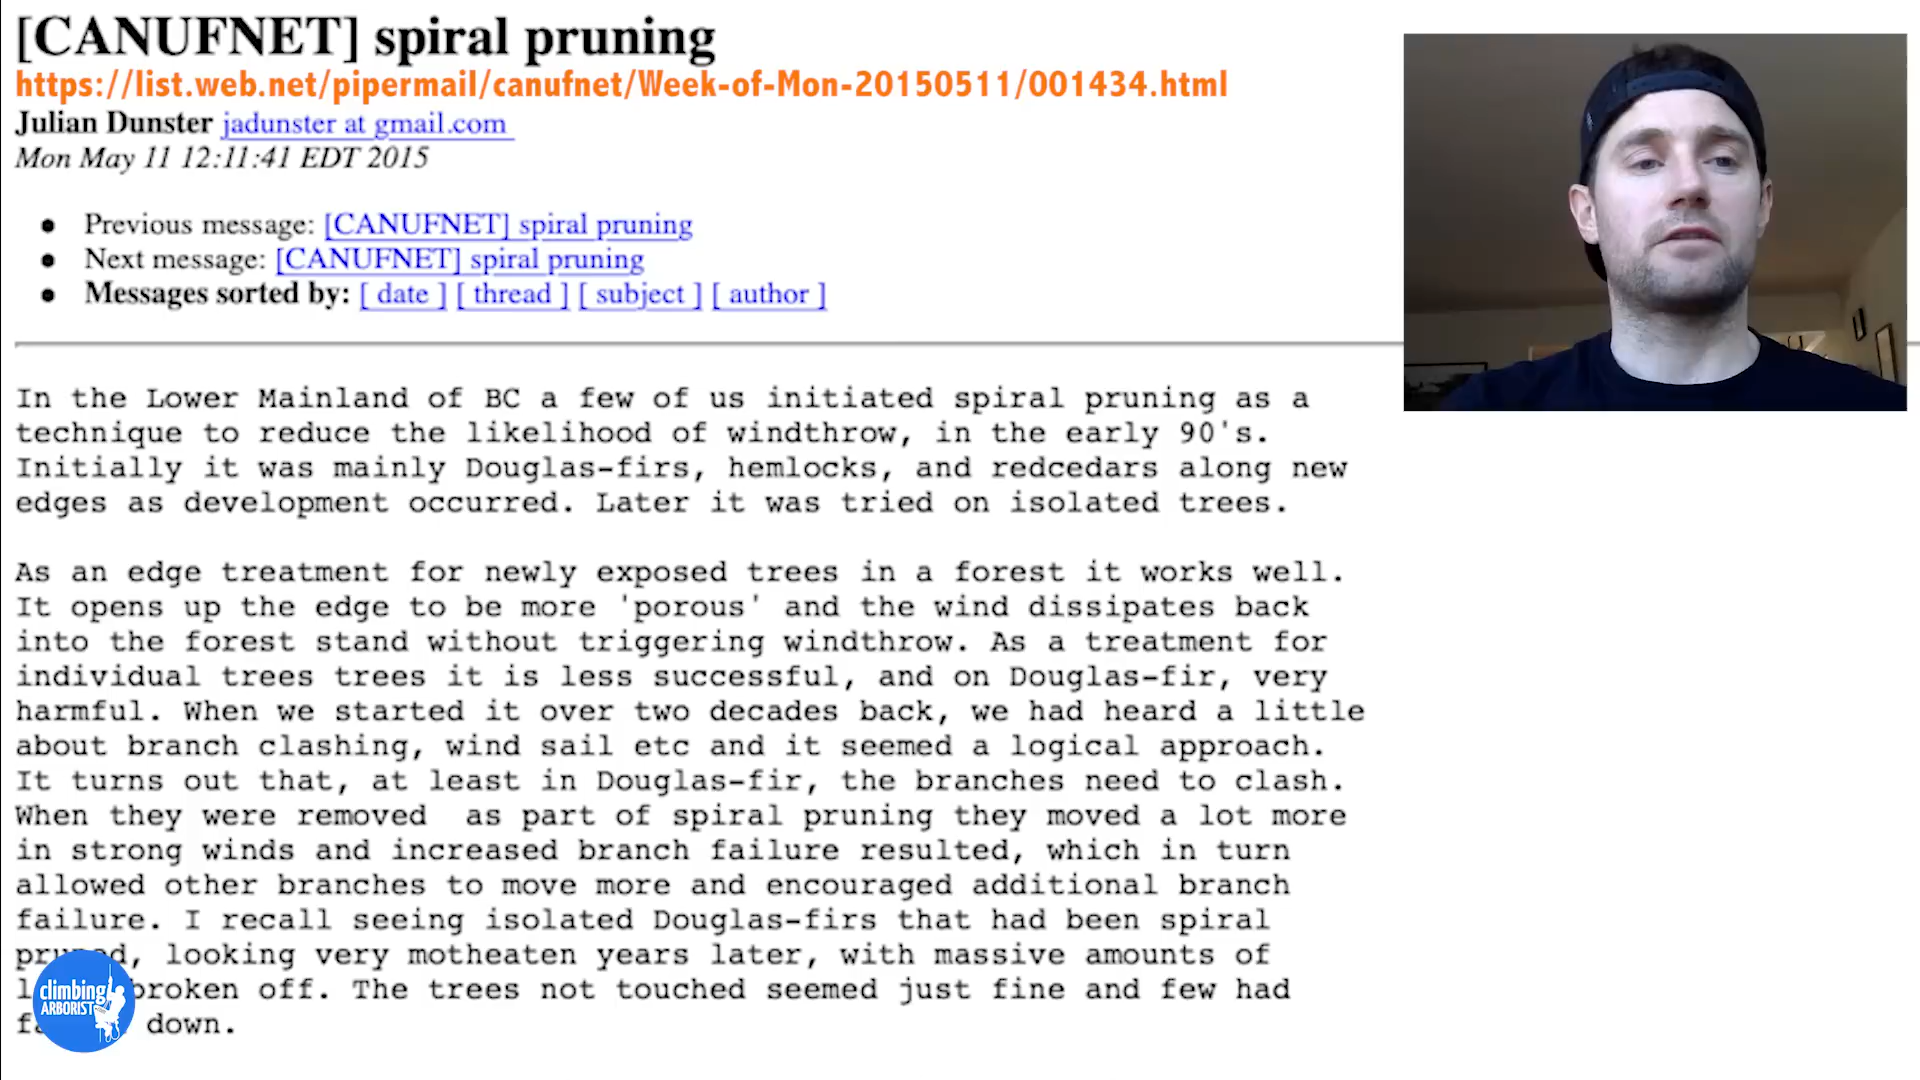 [CANUFNET] spiral pruning
https://list.web.net/pipermail/canufnet/Week-of-Mon-20150511/001434.html
Julian Dunster jadunster at gmail.com
Mon May 11 12:11:41 EDT 2015
Previous message: [CANUFNET] spiral pruning
Next message: [CANUFNET] spiral pruning
Messages sorted by: [ date ] [ thread ] [ subject ] [ author ]
In the Lower Mainland of BC a few of us initiated spiral pruning as a
technique to reduce the likelihood of windthrow, in the early 90's.
Initially it was mainly Douglas-firs, hemlocks, and redcedars along new
edges as development occurred. Later it was tried on isolated trees.
As an edge treatment for newly exposed trees in a forest it works well.
It opens up the edge to be more 'porous' and the wind dissipates back
into the forest stand without triggering windthrow. As a treatment for
individual trees trees it is less successful, and on Douglas-fir, very
harmful. When we started it over two decades back, we had heard a little
about branch clashing, wind sail etc and it seemed a logical approach.
It turns out that, at least in Douglas-fir, the branches need to clash.
When they were removed  as part of spiral pruning they moved a lot more
in strong winds and increased branch failure resulted, which in turn
allowed other branches to move more and encouraged additional branch
failure. I recall seeing isolated Douglas-firs that had been spiral
pruned, looking very motheaten years later, with massive amounts of
broken off. The trees not touched seemed just fine and few had
down.
climbing
ARBORIST